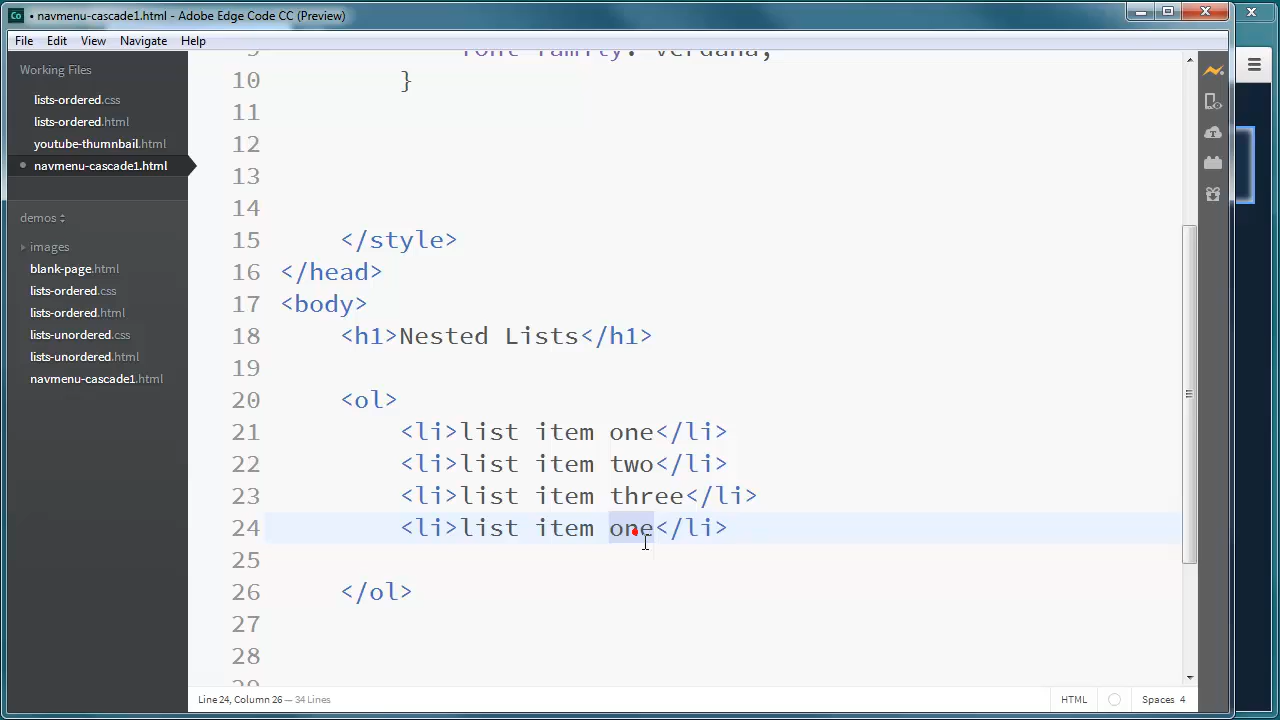 navmenu-cascade1.html - Adobe Edge Code CC (Preview)
File Edit View Navigate Help
Working Files
lists-ordered.css
lists-ordered.html
youtube-thumnbail.html
navmenu-cascade1.html
demos
images
blank-page.html
lists-ordered.css
lists-ordered.html
lists-unordered.css
lists-unordered.html
navmenu-cascade1.html
9 font-family: verdana;
10 }
11
12
13
14
15 </style>
16 </head>
17 <body>
18 <h1>Nested Lists</h1>
19
20 <ol>
21 <li>list item one</li>
22 <li>list item two</li>
23 <li>list item three</li>
24 <li>list item one</li>
25
26 </ol>
27
28
Line 24, Column 26 — 34 Lines
HTML
Spaces 4